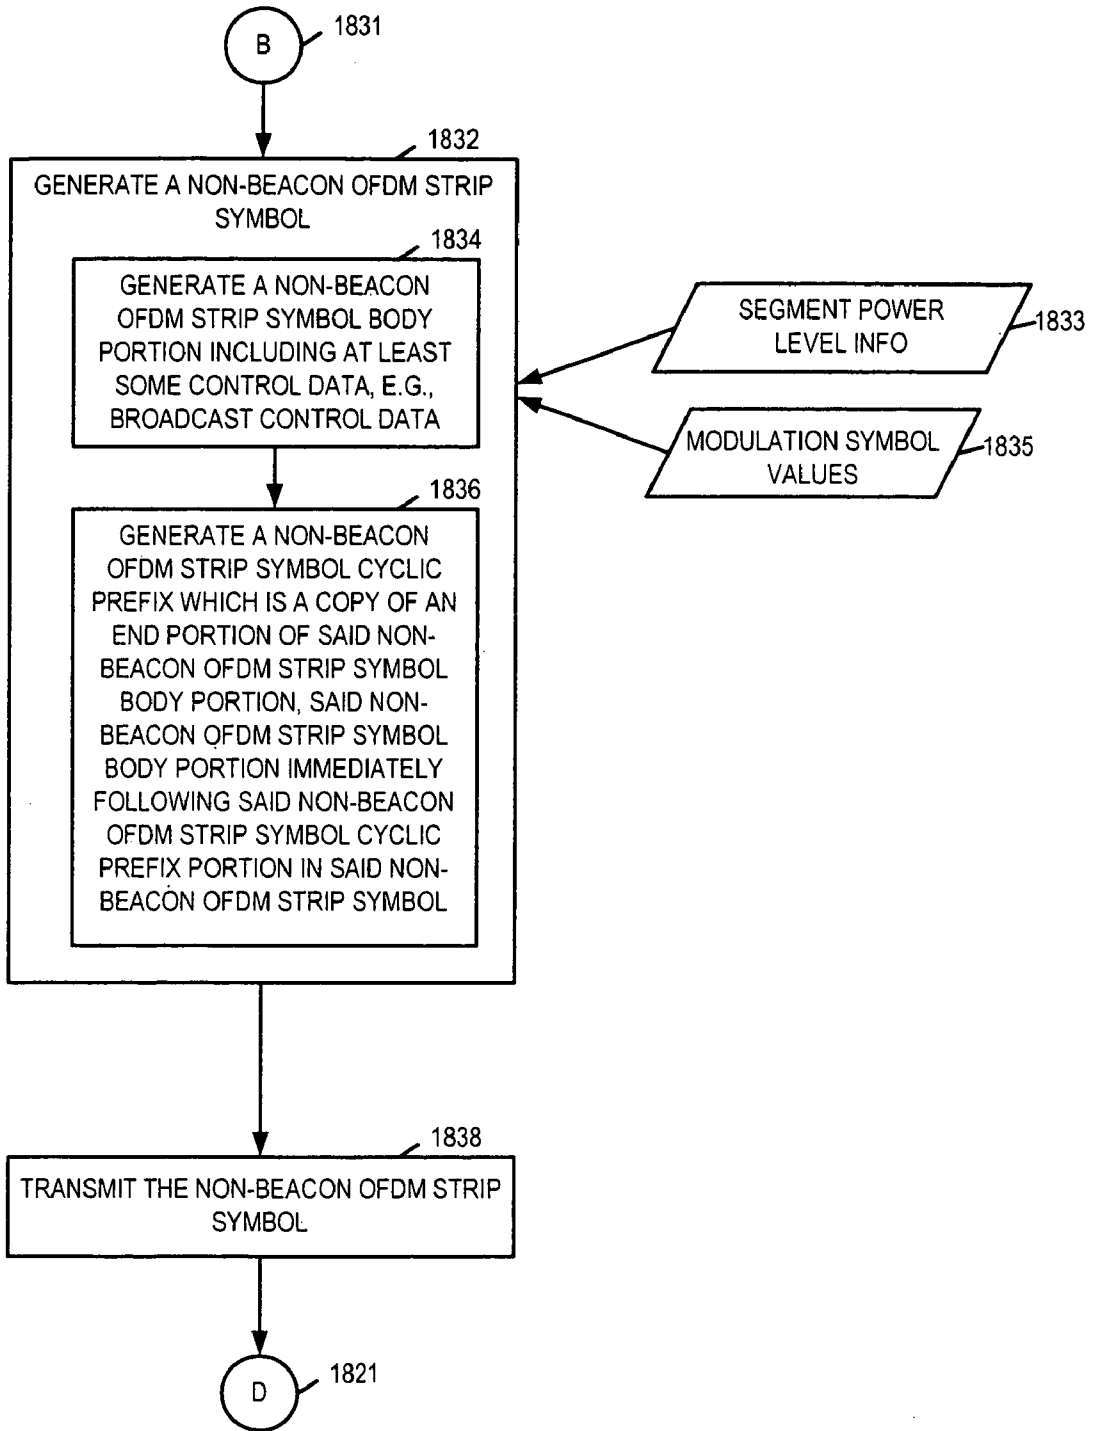 B
1831
1832
GENERATE A NON-BEACON OFDM STRIP
SYMBOL
1834
GENERATE A NON-BEACON
OFDM STRIP SYMBOL BODY
PORTION INCLUDING AT LEAST
SOME CONTROL DATA, E.G.,
BROADCAST CONTROL DATA
SEGMENT POWER
LEVEL INFO
1833
MODULATION SYMBOL
VALUES
1835
1836
GENERATE A NON-BEACON
OFDM STRIP SYMBOL CYCLIC
PREFIX WHICH IS A COPY OF AN
END PORTION OF SAID NON-
BEACON OFDM STRIP SYMBOL
BODY PORTION, SAID NON-
BEACON OFDM STRIP SYMBOL
BODY PORTION IMMEDIATELY
FOLLOWING SAID NON-BEACON
OFDM STRIP SYMBOL CYCLIC
PREFIX PORTION IN SAID NON-
BEACON OFDM STRIP SYMBOL
1838
TRANSMIT THE NON-BEACON OFDM STRIP
SYMBOL
D
1821